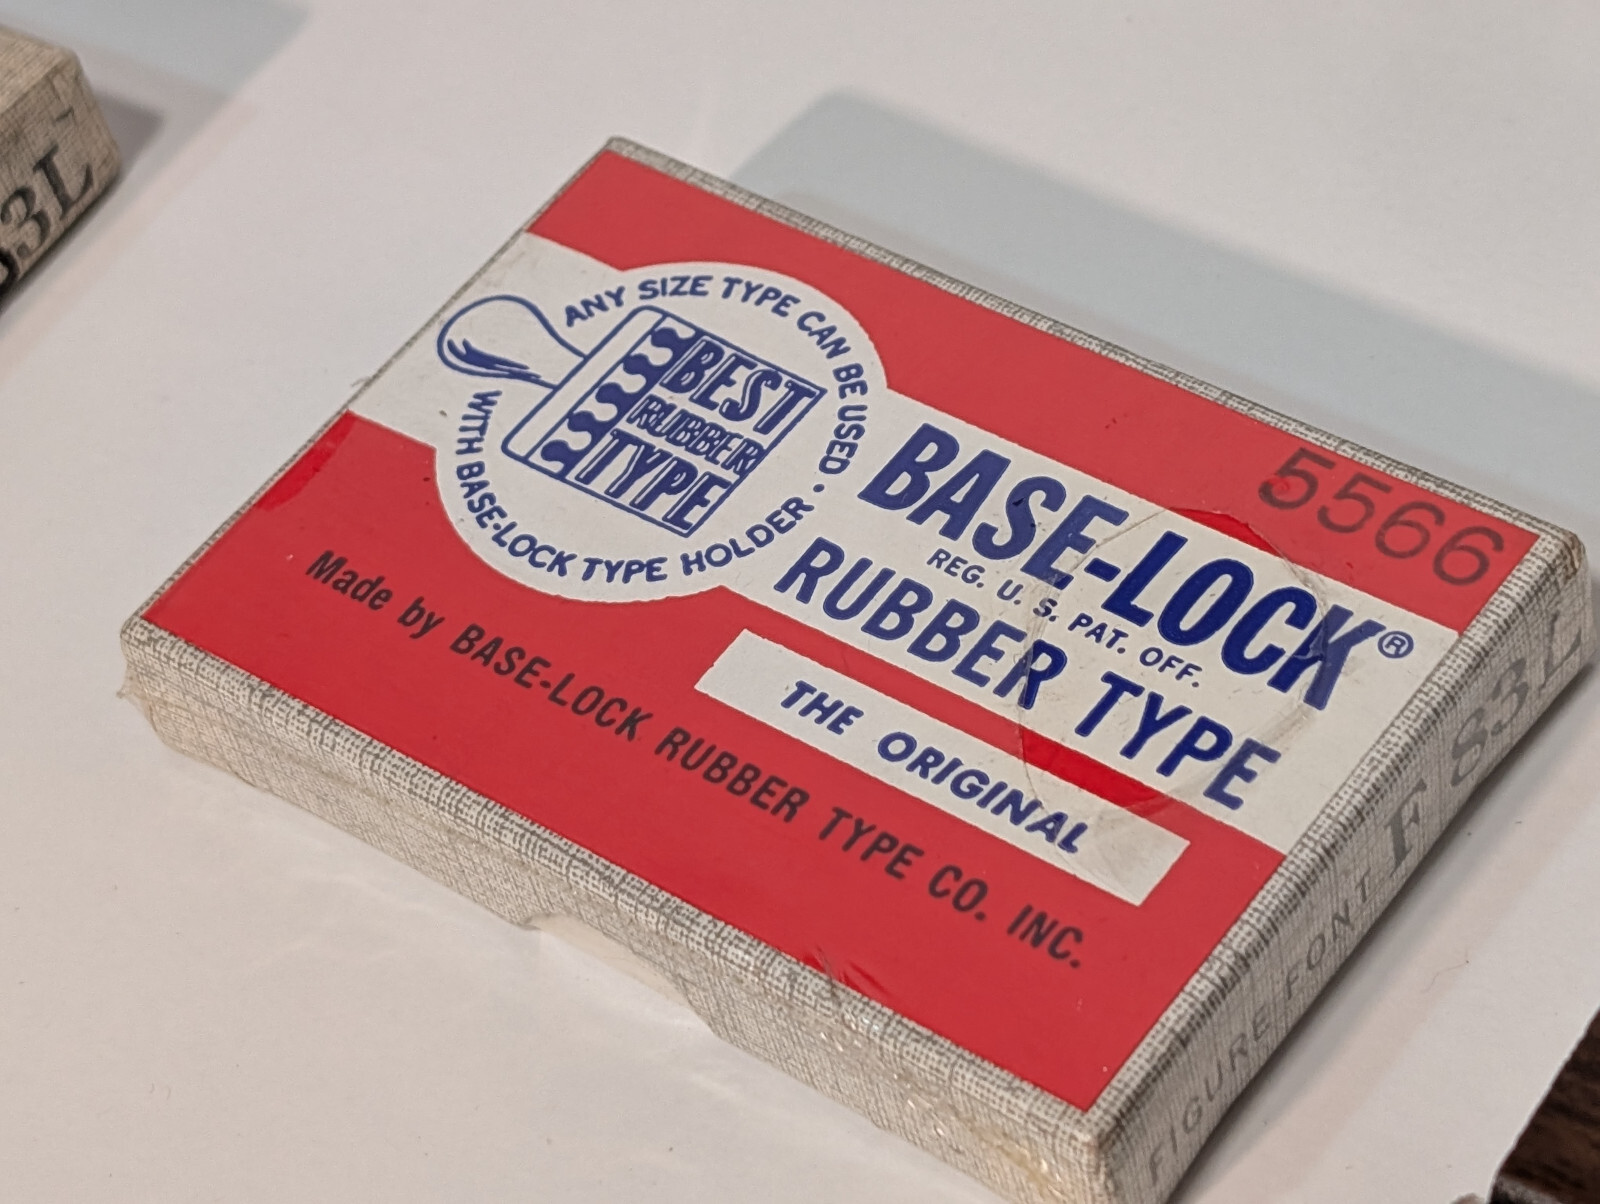 5566
ANY SIZE TYPE CAN BE USED •
WITH BASE-LOCK TYPE HOLDER •
BEST
RUBBER
TYPE
BASE-LOCK®
REG. U. S. PAT. OFF.
RUBBER TYPE
THE ORIGINAL
Made by BASE-LOCK RUBBER TYPE CO. INC.
FIGURE FONT F 83L
83L